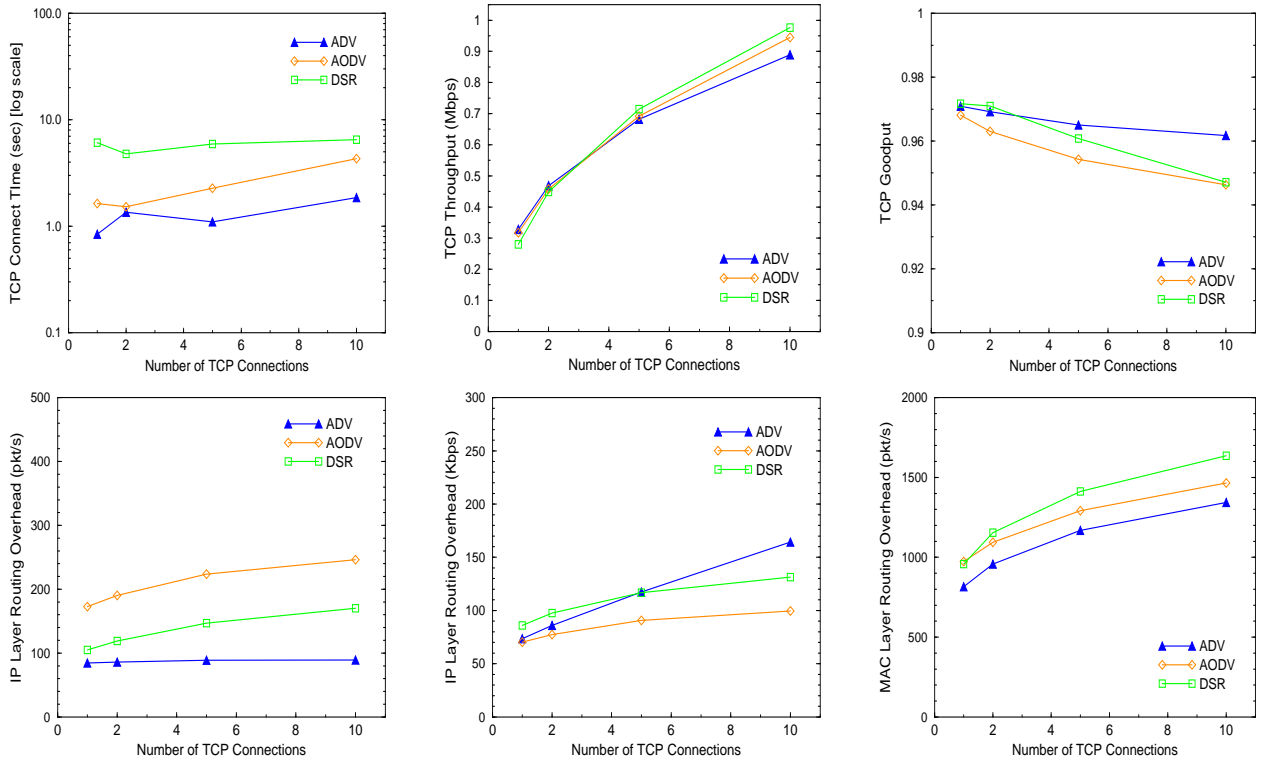 100.0
10.0
1.0
0.1
TCP Connect TIme (sec) [log scale]
0 2 4 6 8 10
Number of TCP Connections
ADV
AODV
DSR
1
0.9
0.8
0.7
0.6
0.5
0.4
0.3
0.2
0.1
0
TCP Throughput (Mbps)
0 2 4 6 8 10
Number of TCP Connections
ADV
AODV
DSR
1
0.98
0.96
0.94
0.92
0.9
TCP Goodput
0 2 4 6 8 10
Number of TCP Connections
ADV
AODV
DSR
500
400
300
200
100
0
IP Layer Routing Overhead (pkt/s)
0 2 4 6 8 10
Number of TCP Connections
ADV
AODV
DSR
300
250
200
150
100
50
0
IP Layer Routing Overhead (Kbps)
0 2 4 6 8 10
Number of TCP Connections
ADV
AODV
DSR
2000
1500
1000
500
0
MAC Layer Routing Overhead (pkt/s)
0 2 4 6 8 10
Number of TCP Connections
ADV
AODV
DSR